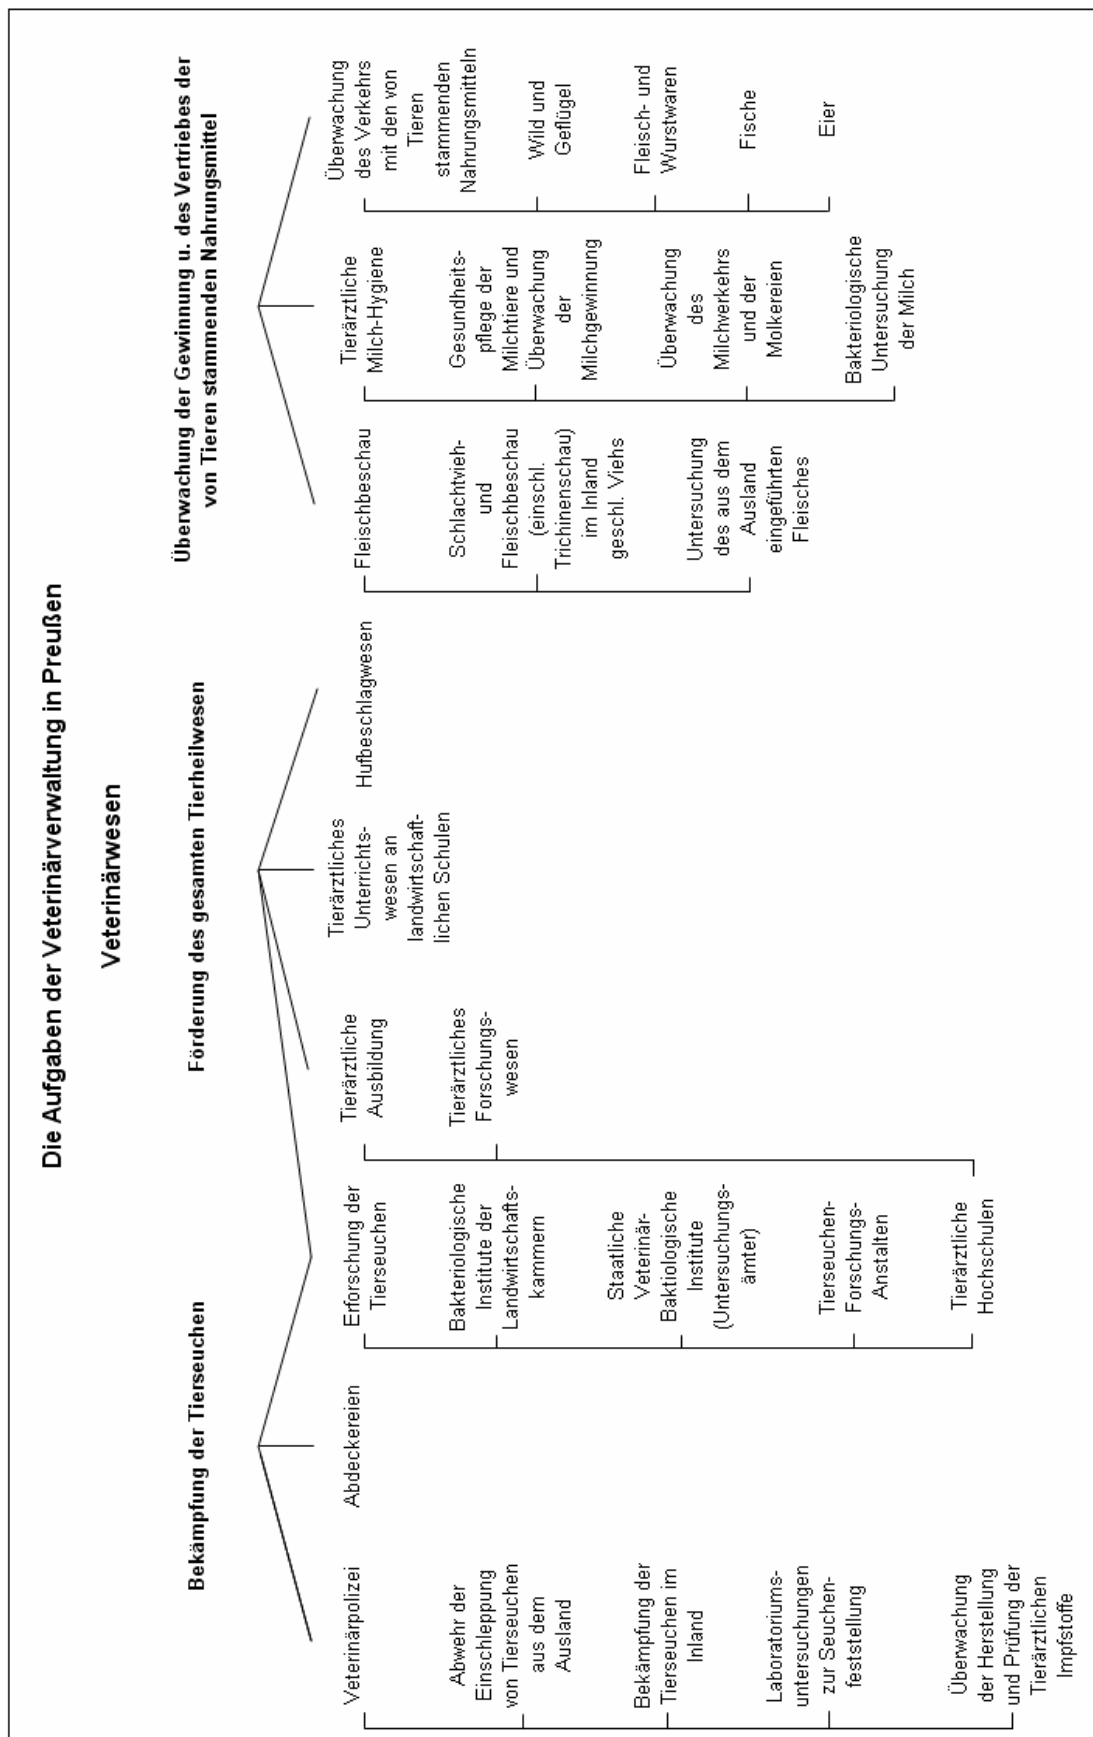 Die Aufgaben der Veterinärverwaltung in Preußen
Veterinärwesen
Bekämpfung der Tierseuchen
Förderung des gesamten Tierheilwesen
Überwachung der Gewinnung u. des Vertriebes der
von Tieren stammenden Nahrungsmittel
Veterinärpolizei
Abwehr der
Einschleppung
von Tierseuchen
aus dem
Ausland
Bekämpfung der
Tierseuchen im
Inland
Laboratoriums-
untersuchungen
zur Seuchen-
feststellung
Überwachung
der Herstellung
und Prüfung der
Tierärztlichen
Impfstoffe
Abdeckereien
Erforschung der
Tierseuchen
Bakteriologische
Institute der
Landwirtschafts-
kammern
Staatliche
Veterinär-
Baktiologische
Institute
(Untersuchungs-
ämter)
Tierseuchen-
Forschungs-
Anstalten
Tierärztliche
Hochschulen
Tierärztliche
Ausbildung
Tierärztliches
Forschungs-
wesen
Tierärztliches
Unterrichts-
wesen an
landwirtschaft-
lichen Schulen
Hufbeschlagwesen
Fleischbeschau
Schlachtvieh-
und
Fleischbeschau
(einschl.
Trichinenschau)
im Inland
geschl. Viehs
Untersuchung
des aus dem
Ausland
eingeführten
Fleisches
Tierärztliche
Milch-Hygiene
Gesundheits-
pflege der
Milchtiere und
Überwachung
der
Milchgewinnung
Überwachung
des
Milchverkehrs
und der
Molkereien
Bakteriologische
Untersuchung
der Milch
Überwachung
des Verkehrs
mit den von
Tieren
stammenden
Nahrungsmitteln
Wild und
Geflügel
Fleisch- und
Wurstwaren
Fische
Eier